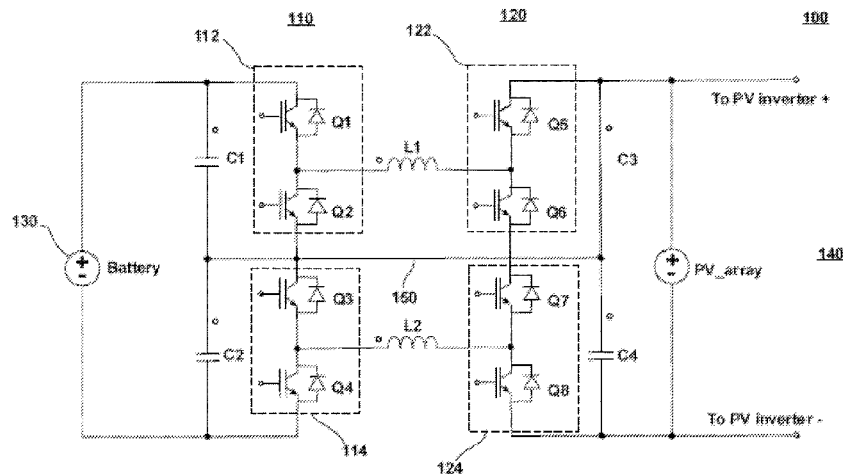 110
120
100
112
122
To PV inverter +
Q1
Q5
C1
L1
C3
Q2
Q6
130
Battery
PV_array
140
150
Q3
Q7
L2
C2
C4
Q4
Q8
To PV inverter -
114
124